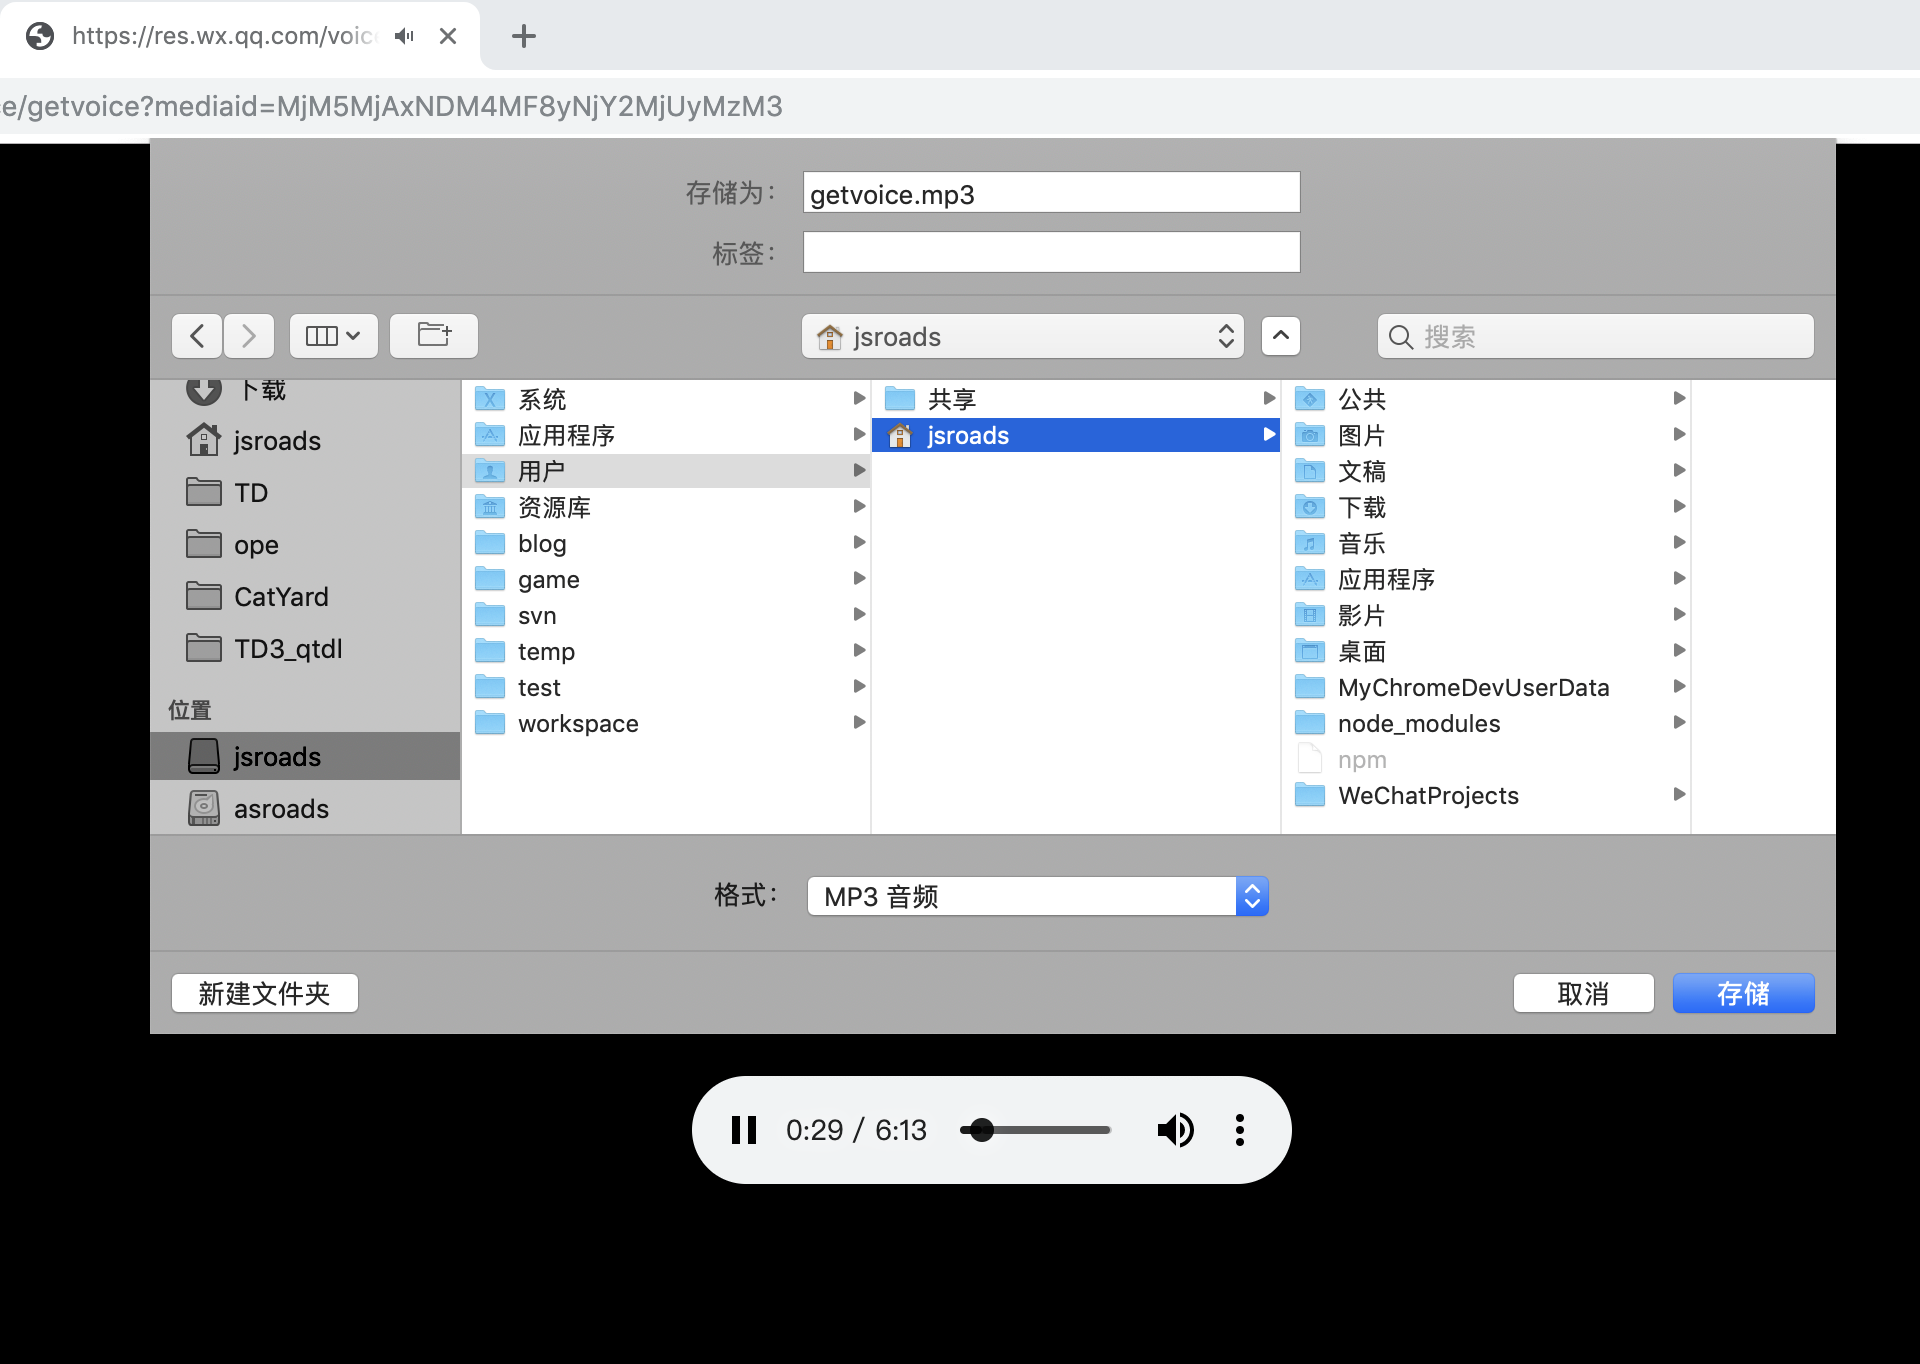 https://res.wx.qq.com/voic
e/getvoice?mediaid=MjM5MjAxNDM4MF8yNjY2MjUyMzM3
存储为：
getvoice.mp3
标签：
jsroads
搜索
下载
jsroads
TD
ope
CatYard
TD3_qtdl
位置
jsroads
asroads
系统
应用程序
用户
资源库
blog
game
svn
temp
test
workspace
共享
jsroads
公共
图片
文稿
下载
音乐
应用程序
影片
桌面
MyChromeDevUserData
node_modules
npm
WeChatProjects
格式：
MP3 音频
新建文件夹
取消
存储
0:29 / 6:13